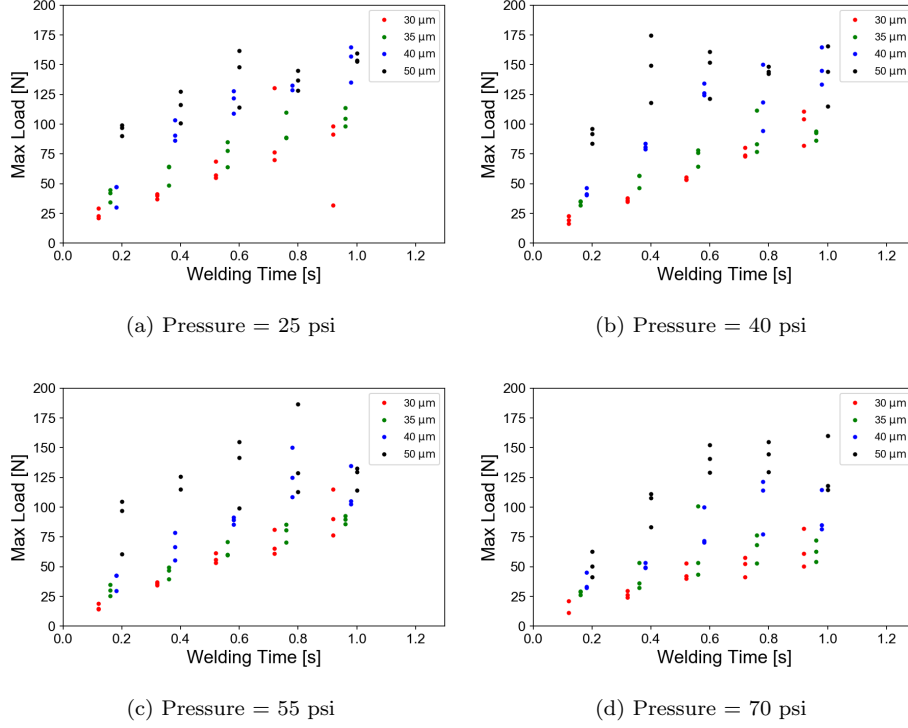 200
175
150
125
100
75
50
25
0
Max Load [N]
0.0 0.2 0.4 0.6 0.8 1.0 1.2
Welding Time [s]
30 μm
35 μm
40 μm
50 μm
(a) Pressure = 25 psi
200
175
150
125
100
75
50
25
0
Max Load [N]
0.0 0.2 0.4 0.6 0.8 1.0 1.2
Welding Time [s]
30 μm
35 μm
40 μm
50 μm
(b) Pressure = 40 psi
200
175
150
125
100
75
50
25
0
Max Load [N]
0.0 0.2 0.4 0.6 0.8 1.0 1.2
Welding Time [s]
30 μm
35 μm
40 μm
50 μm
(c) Pressure = 55 psi
200
175
150
125
100
75
50
25
0
Max Load [N]
0.0 0.2 0.4 0.6 0.8 1.0 1.2
Welding Time [s]
30 μm
35 μm
40 μm
50 μm
(d) Pressure = 70 psi